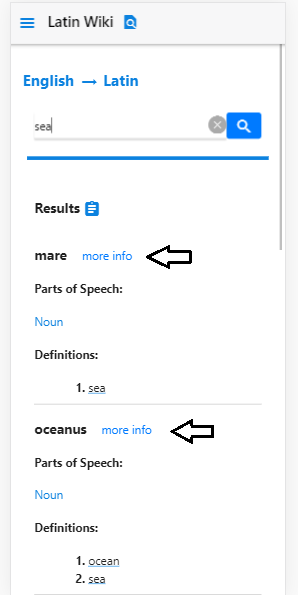 Latin Wiki
English → Latin
sea
Results
mare more info
Parts of Speech:
Noun
Definitions:
1. sea
oceanus more info
Parts of Speech:
Noun
Definitions:
1. ocean
2. sea